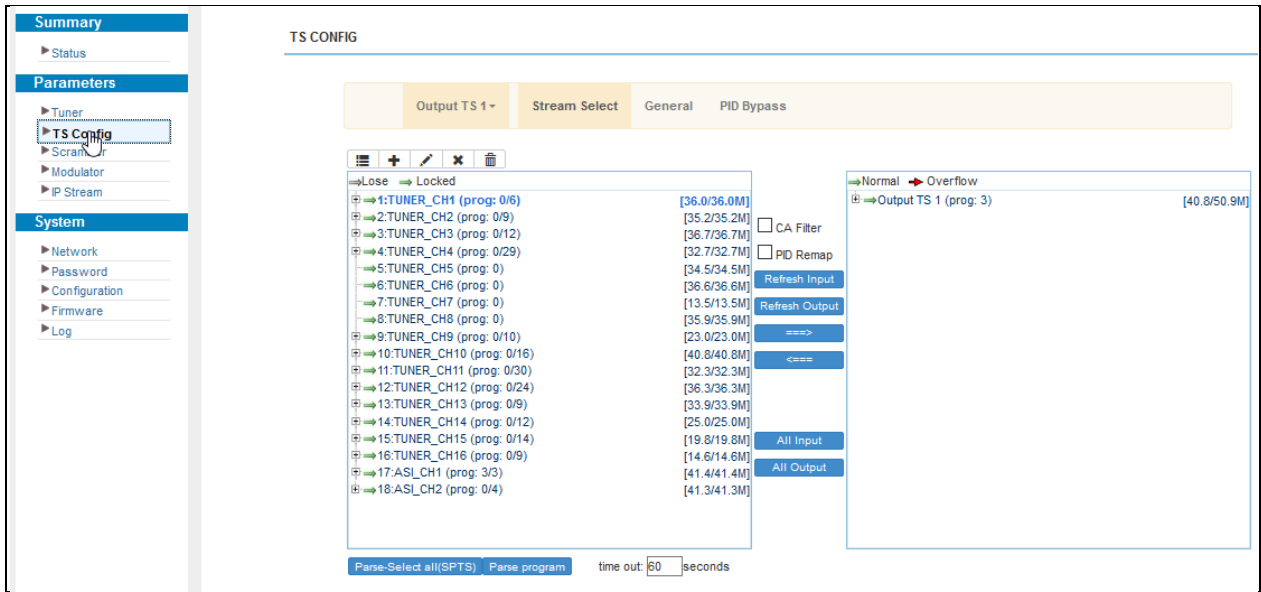 Summary
Status
Parameters
Tuner
TS Config
Scrambler
Modulator
IP Stream
System
Network
Password
Configuration
Firmware
Log
TS CONFIG
Output TS 1 Stream Select General PID Bypass
Lose Locked
1:TUNER_CH1 (prog: 0/6) [36.0/36.0M]
2:TUNER_CH2 (prog: 0/9) [35.2/35.2M]
3:TUNER_CH3 (prog: 0/12) [36.7/36.7M]
4:TUNER_CH4 (prog: 0/29) [32.7/32.7M]
5:TUNER_CH5 (prog: 0) [34.5/34.5M]
6:TUNER_CH6 (prog: 0) [36.6/36.6M]
7:TUNER_CH7 (prog: 0) [13.5/13.5M]
8:TUNER_CH8 (prog: 0) [35.9/35.9M]
9:TUNER_CH9 (prog: 0/10) [23.0/23.0M]
10:TUNER_CH10 (prog: 0/16) [40.8/40.8M]
11:TUNER_CH11 (prog: 0/30) [32.3/32.3M]
12:TUNER_CH12 (prog: 0/24) [36.3/36.3M]
13:TUNER_CH13 (prog: 0/9) [33.9/33.9M]
14:TUNER_CH14 (prog: 0/12) [25.0/25.0M]
15:TUNER_CH15 (prog: 0/14) [19.8/19.8M]
16:TUNER_CH16 (prog: 0/9) [14.6/14.6M]
17:ASI_CH1 (prog: 3/3) [41.4/41.4M]
18:ASI_CH2 (prog: 0/4) [41.3/41.3M]
CA Filter
PID Remap
Refresh Input
Refresh Output
===>
<===
All Input
All Output
Normal Overflow
Output TS 1 (prog: 3) [40.8/50.9M]
Parse-Select all(SPTS) Parse program time out: 60 seconds